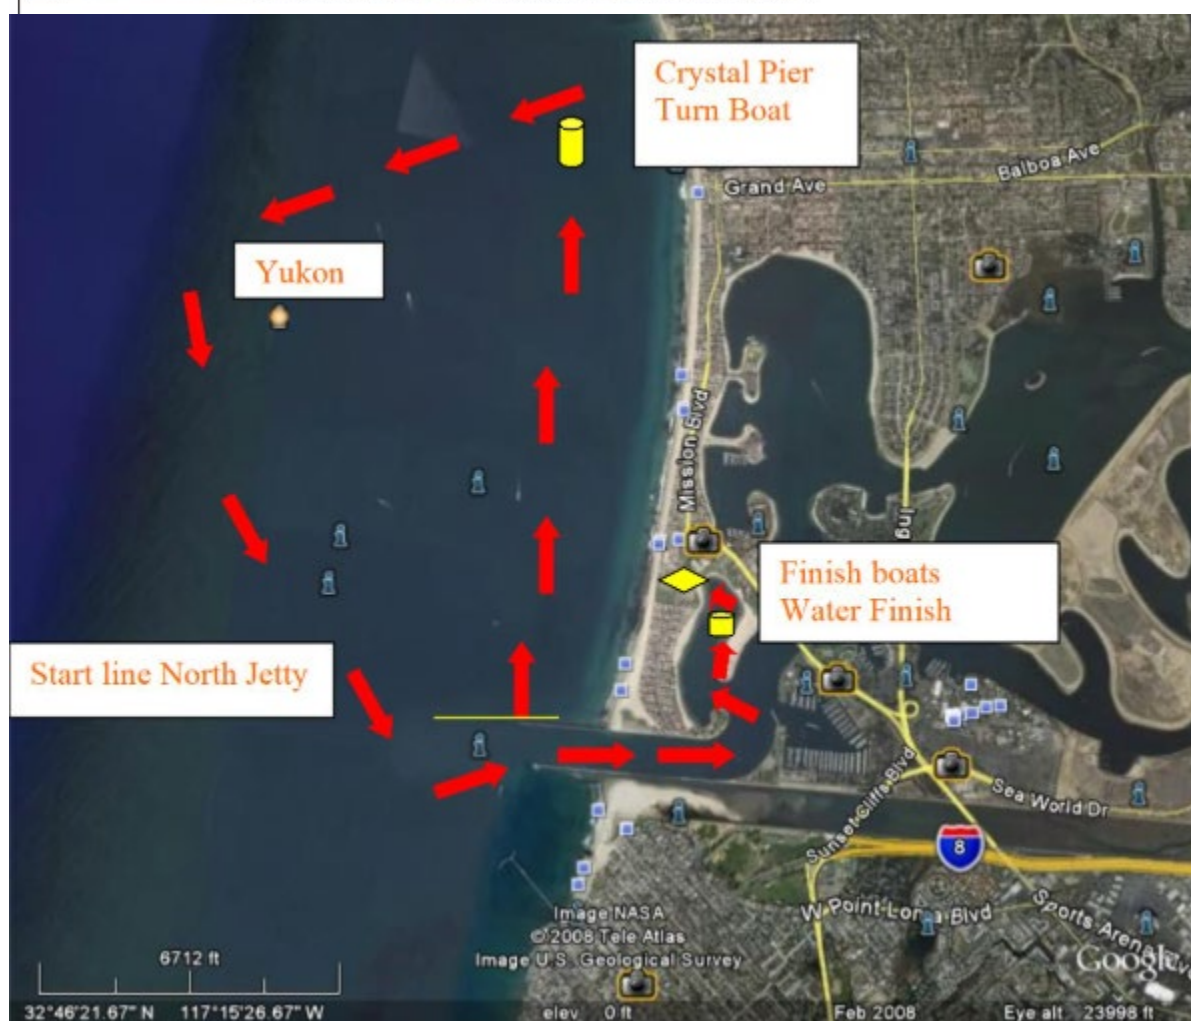 Crystal Pier
Turn Boat
Balboa Ave
Grand Ave
Yukon
Mission Blvd
Ing
Finish boats
Water Finish
Start line North Jetty
Sunset Cliffs Blvd
Sea World Dr
8
W Point Loma Blvd
Sports Arena
Image NASA
© 2008 Tele Atlas
Image U.S. Geological Survey
Google
6712 ft
32°46'21.67" N 117°15'26.67" W elev 0 ft Feb 2008 Eye alt 23998 ft